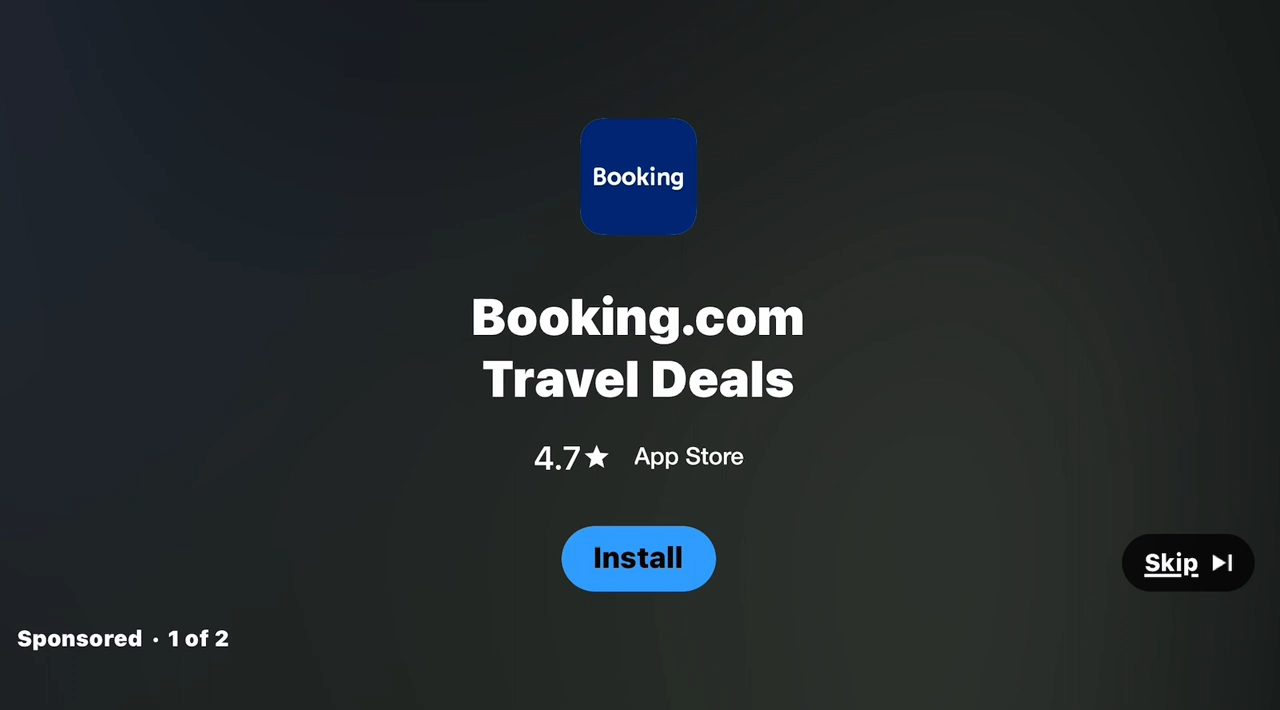 Booking
Booking.com
Travel Deals
4.7★ App Store
Install
Skip
Sponsored · 1 of 2